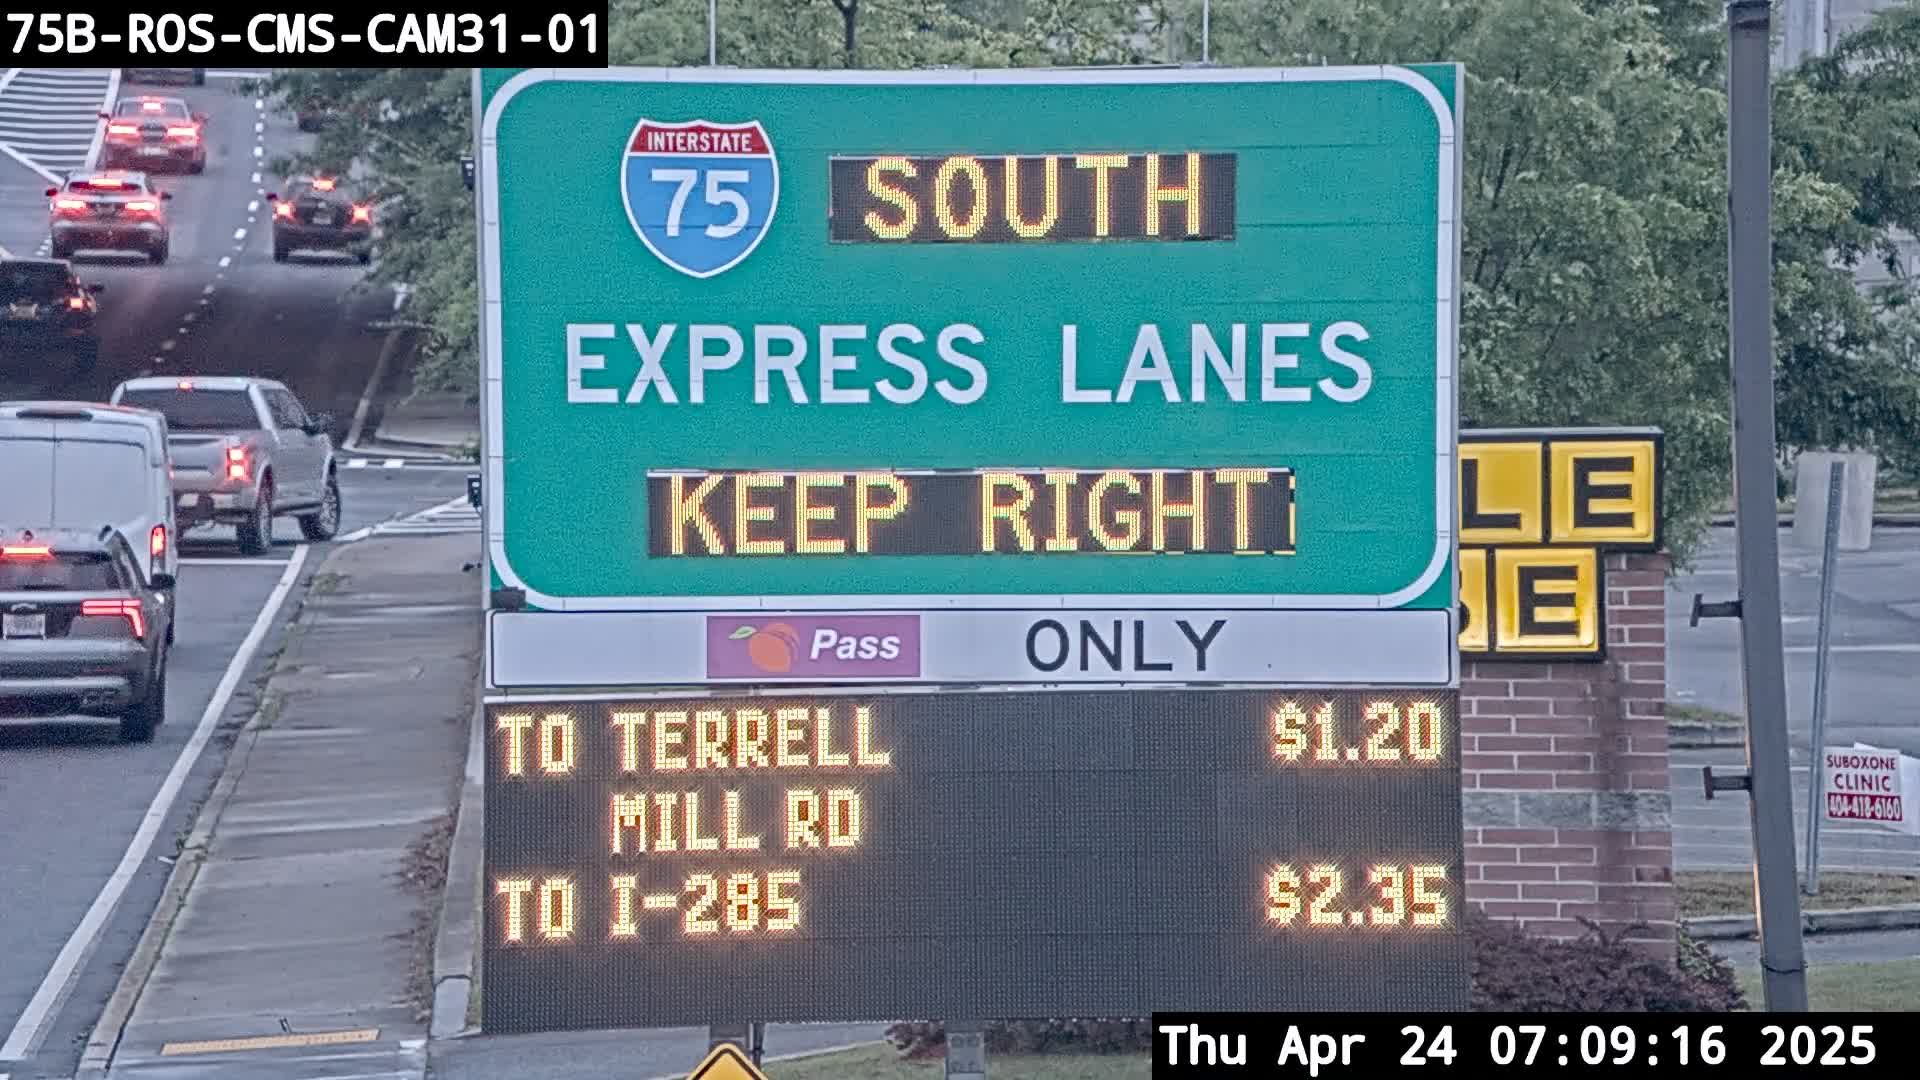 75B-ROS-CMS-CAM31-01
INTERSTATE
75
SOUTH
EXPRESS LANES
KEEP RIGHT
Pass ONLY
TO TERRELL $1.20
MILL RD
TO I-285 $2.35
LE
E
SUBOXONE
CLINIC
404-418-6160
Thu Apr 24 07:09:16 2025